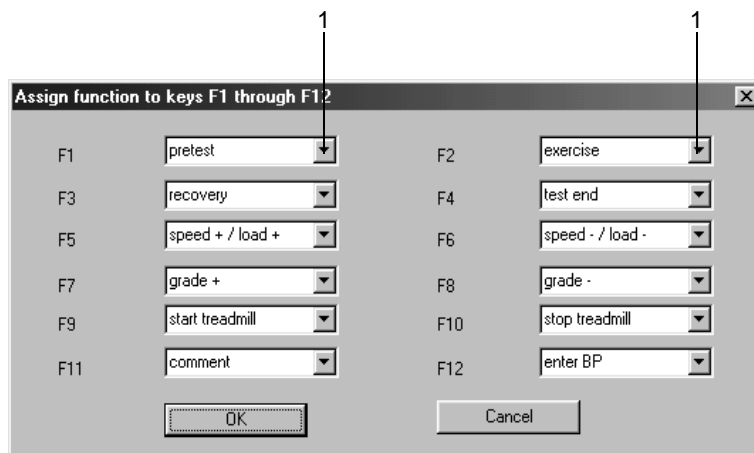 1 1
Assign function to keys F1 through F12
F1 pretest F2 exercise
F3 recovery F4 test end
F5 speed + / load + F6 speed - / load -
F7 grade + F8 grade -
F9 start treadmill F10 stop treadmill
F11 comment F12 enter BP
OK Cancel